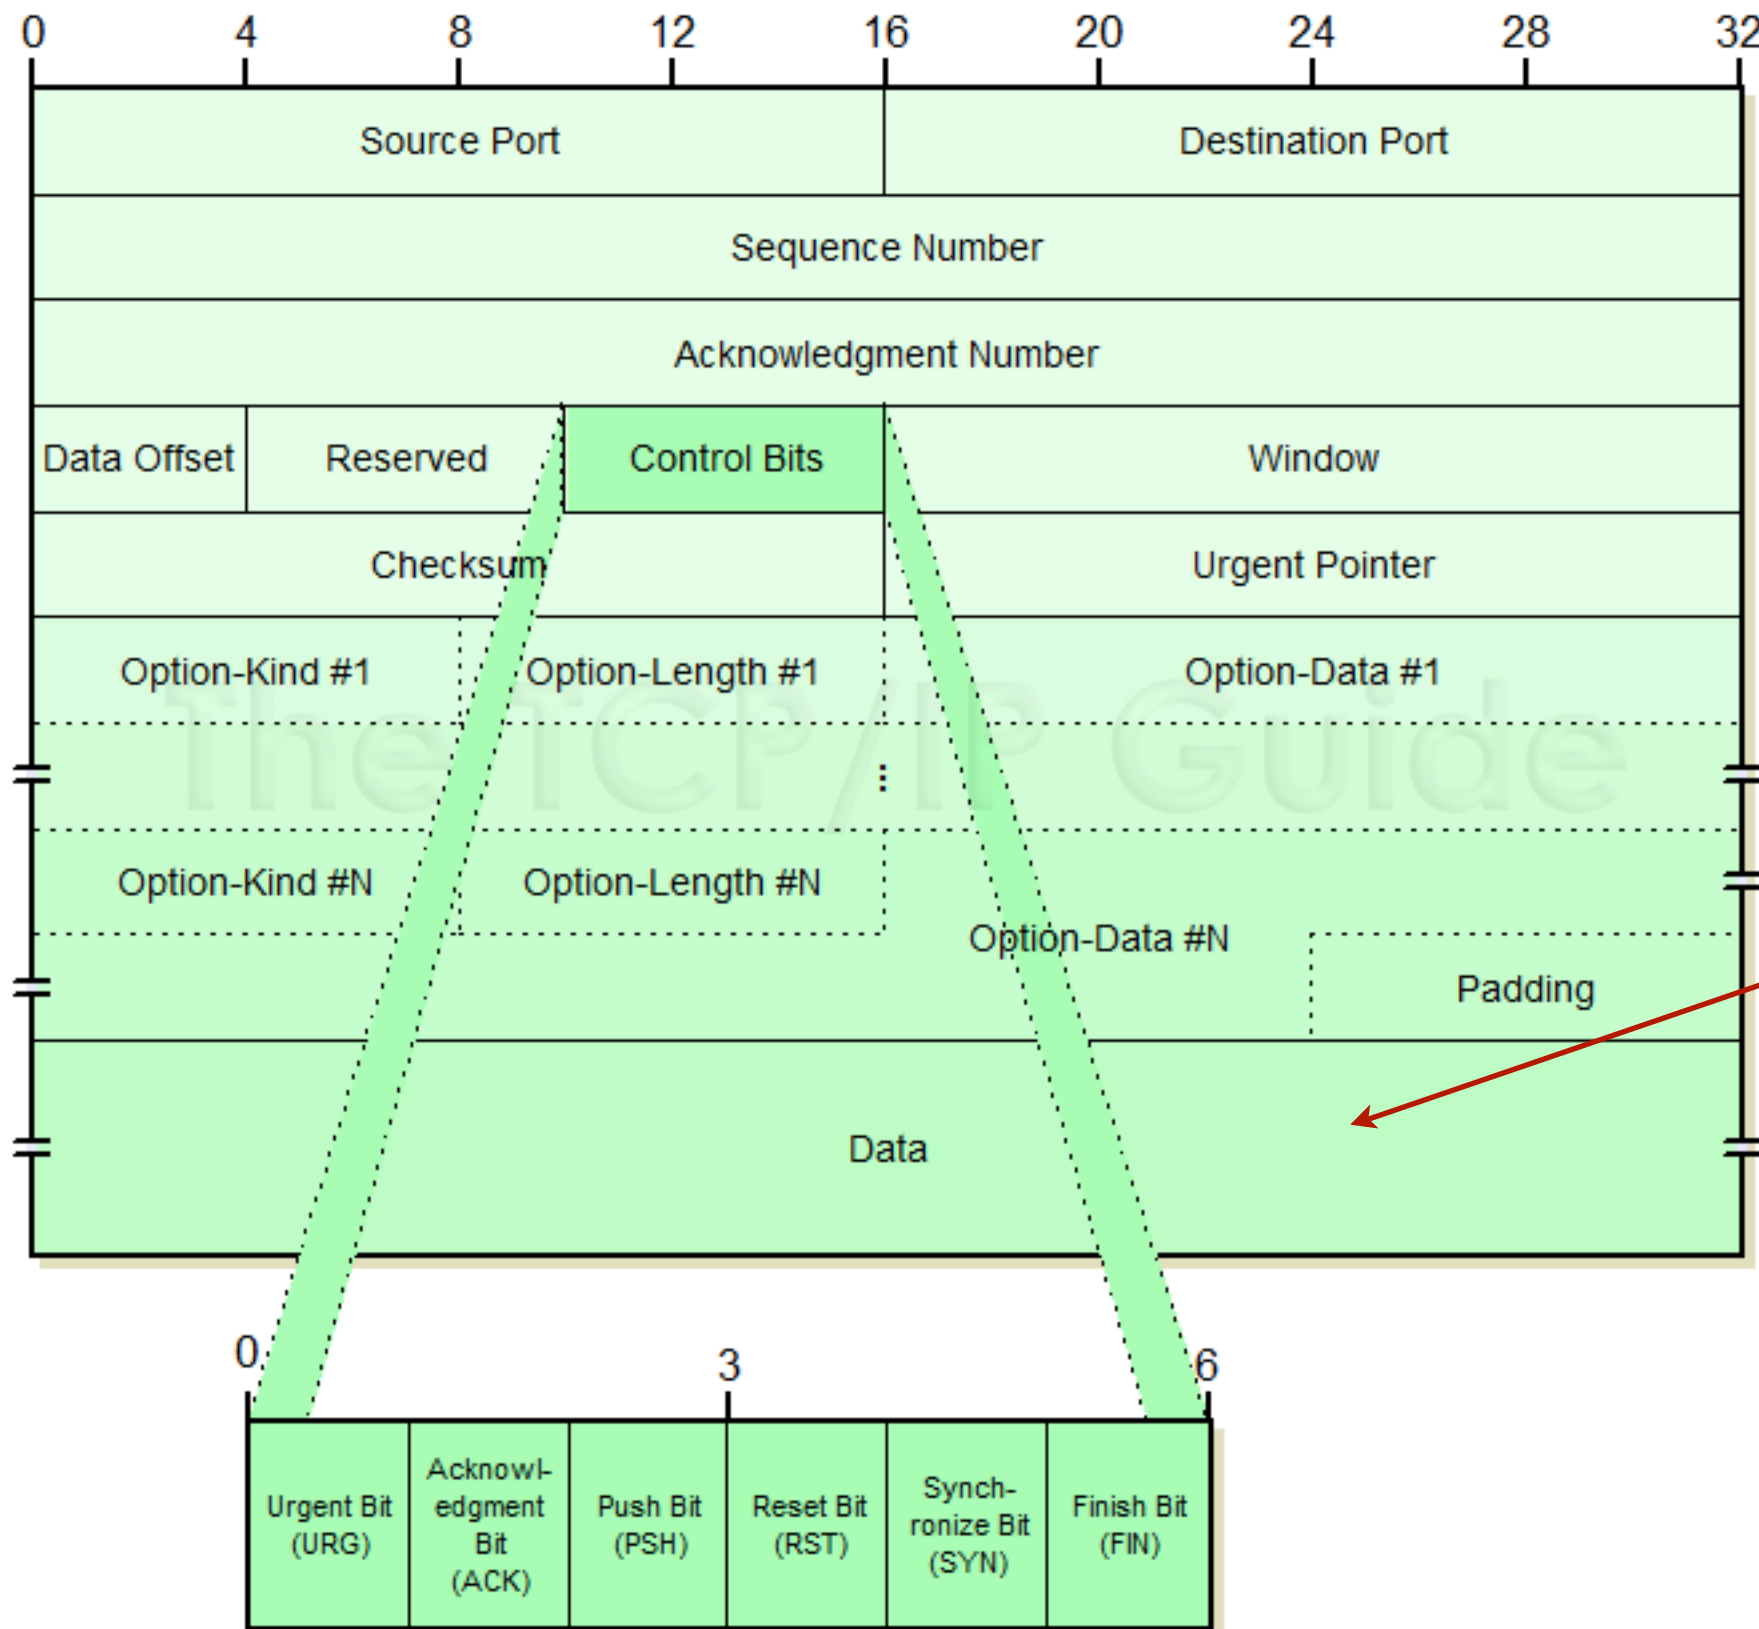 0 4 8 12 16 20 24 28 32
Source Port Destination Port
Sequence Number
Acknowledgment Number
Data Offset Reserved Control Bits Window
Checksum Urgent Pointer
Option-Kind #1 Option-Length #1 Option-Data #1
The TCP/IP Guide
...
Option-Kind #N Option-Length #N
Option-Data #N
Padding
Data
0 3 6
Urgent Bit
(URG)
Acknowl-
edgment
Bit
(ACK)
Push Bit
(PSH)
Reset Bit
(RST)
Synch-
ronize Bit
(SYN)
Finish Bit
(FIN)